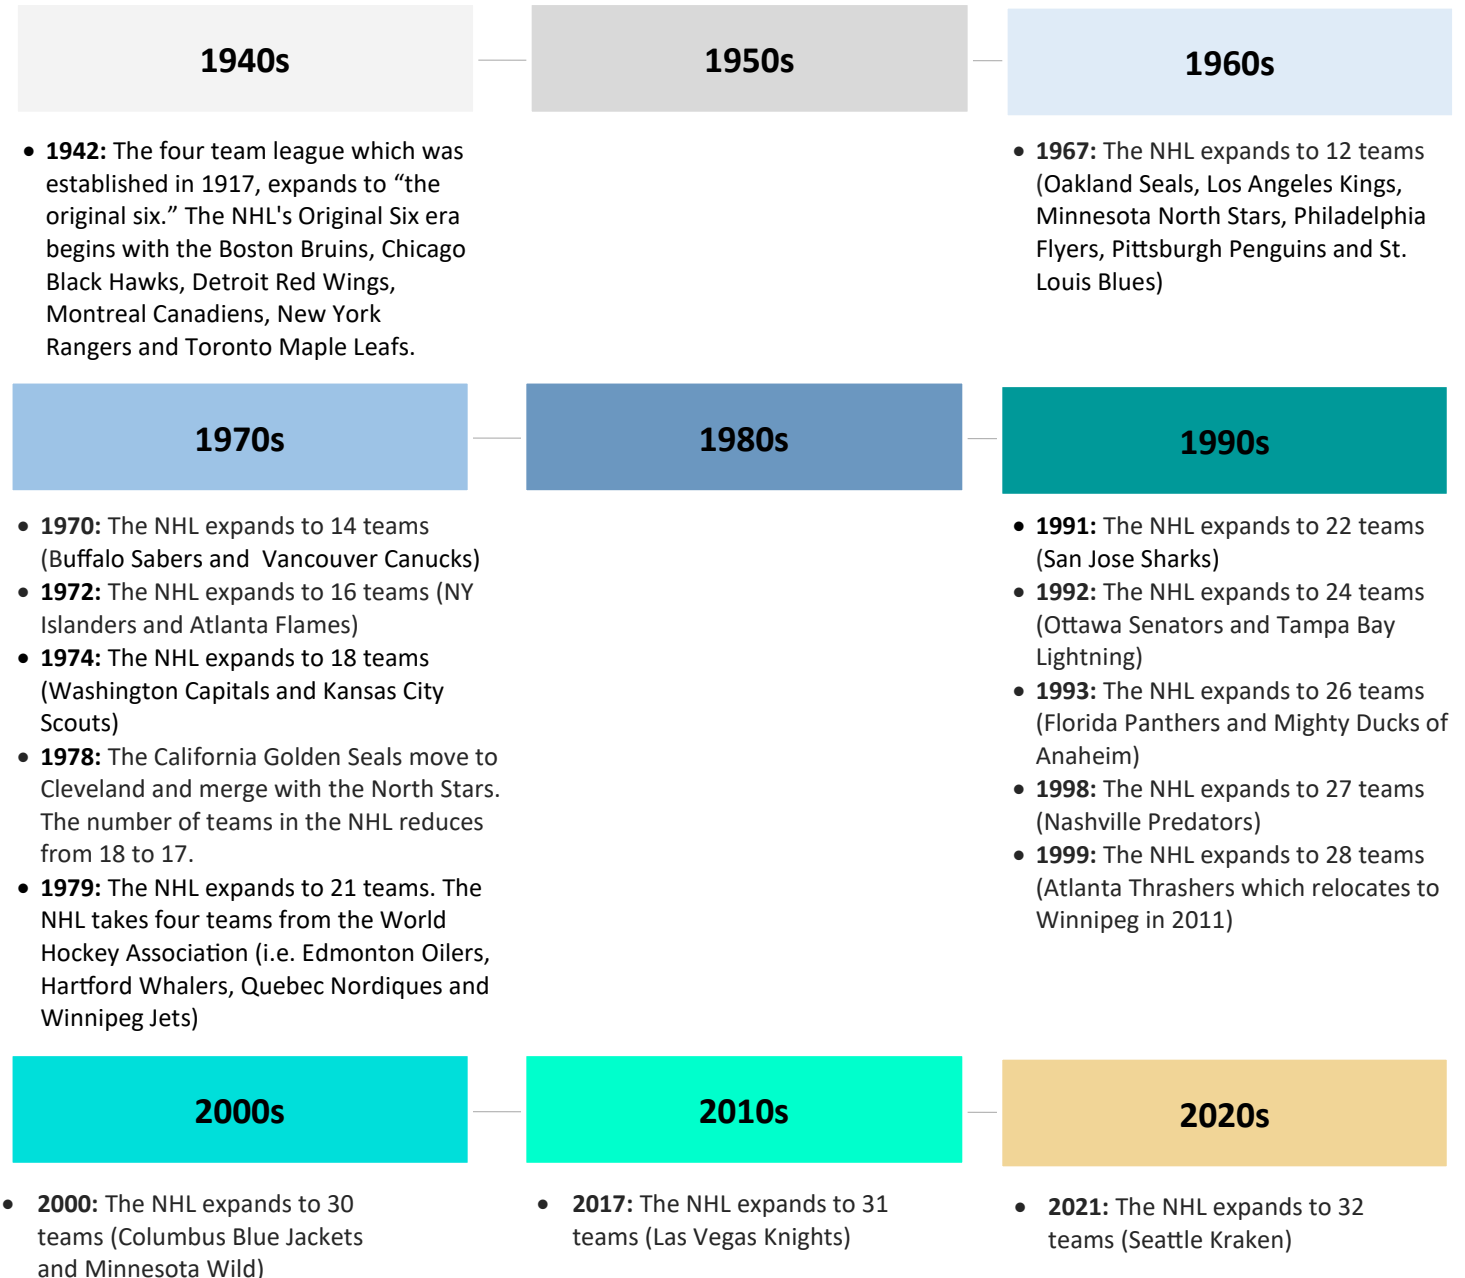 1940s
1950s
1960s
• 1942: The four team league which was
established in 1917, expands to “the
original six.” The NHL's Original Six era
begins with the Boston Bruins, Chicago
Black Hawks, Detroit Red Wings,
Montreal Canadiens, New York
Rangers and Toronto Maple Leafs.
• 1967: The NHL expands to 12 teams
(Oakland Seals, Los Angeles Kings,
Minnesota North Stars, Philadelphia
Flyers, Pittsburgh Penguins and St.
Louis Blues)
1970s
1980s
1990s
• 1970: The NHL expands to 14 teams
(Buffalo Sabers and  Vancouver Canucks)
• 1972: The NHL expands to 16 teams (NY
Islanders and Atlanta Flames)
• 1974: The NHL expands to 18 teams
(Washington Capitals and Kansas City
Scouts)
• 1978: The California Golden Seals move to
Cleveland and merge with the North Stars.
The number of teams in the NHL reduces
from 18 to 17.
• 1979: The NHL expands to 21 teams. The
NHL takes four teams from the World
Hockey Association (i.e. Edmonton Oilers,
Hartford Whalers, Quebec Nordiques and
Winnipeg Jets)
• 1991: The NHL expands to 22 teams
(San Jose Sharks)
• 1992: The NHL expands to 24 teams
(Ottawa Senators and Tampa Bay
Lightning)
• 1993: The NHL expands to 26 teams
(Florida Panthers and Mighty Ducks of
Anaheim)
• 1998: The NHL expands to 27 teams
(Nashville Predators)
• 1999: The NHL expands to 28 teams
(Atlanta Thrashers which relocates to
Winnipeg in 2011)
2000s
2010s
2020s
• 2000: The NHL expands to 30
teams (Columbus Blue Jackets
and Minnesota Wild)
• 2017: The NHL expands to 31
teams (Las Vegas Knights)
• 2021: The NHL expands to 32
teams (Seattle Kraken)